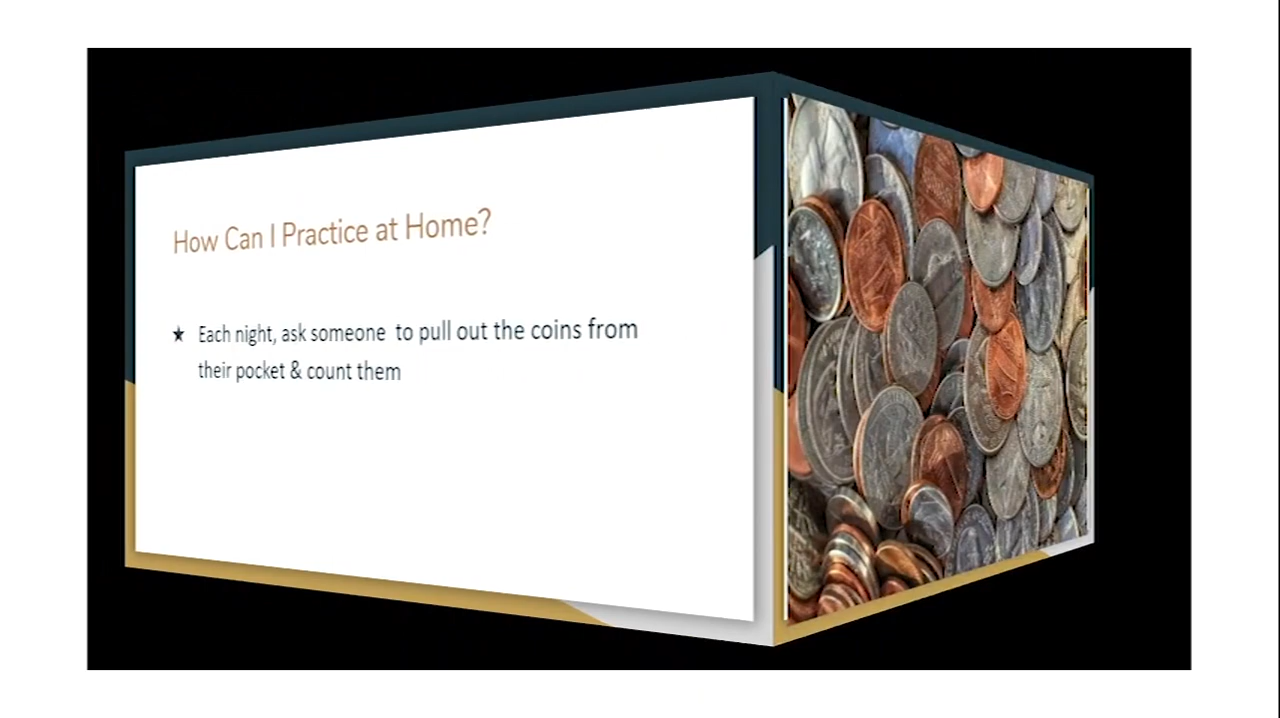 How Can I Practice at Home?
★ Each night, ask someone to pull out the coins from
their pocket & count them